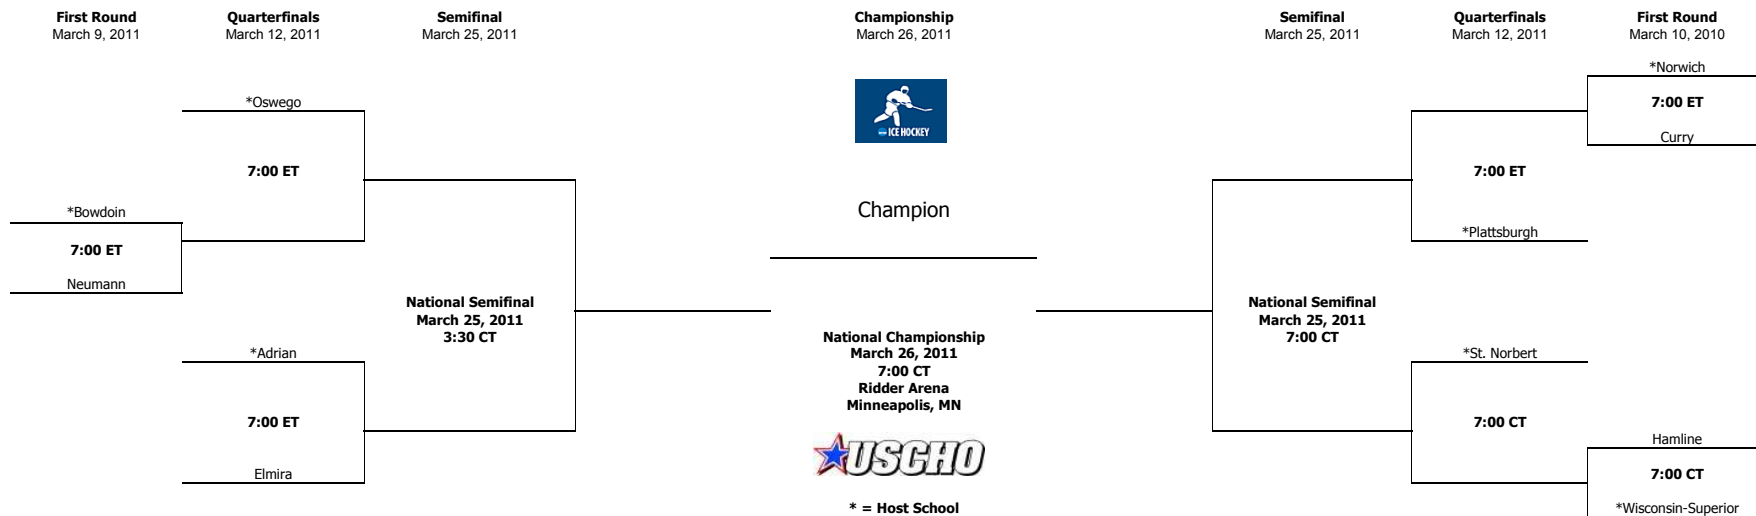 First Round
March 9, 2011
Quarterfinals
March 12, 2011
Semifinal
March 25, 2011
Championship
March 26, 2011
Semifinal
March 25, 2011
Quarterfinals
March 12, 2011
First Round
March 10, 2010
*Oswego
7:00 ET
*Bowdoin
7:00 ET
Neumann
*Adrian
7:00 ET
Elmira
National Semifinal
March 25, 2011
3:30 CT
ICE HOCKEY
Champion
National Championship
March 26, 2011
7:00 CT
Ridder Arena
Minneapolis, MN
USCHO
* = Host School
National Semifinal
March 25, 2011
7:00 CT
*Norwich
7:00 ET
Curry
7:00 ET
*Plattsburgh
*St. Norbert
7:00 CT
Hamline
7:00 CT
*Wisconsin-Superior